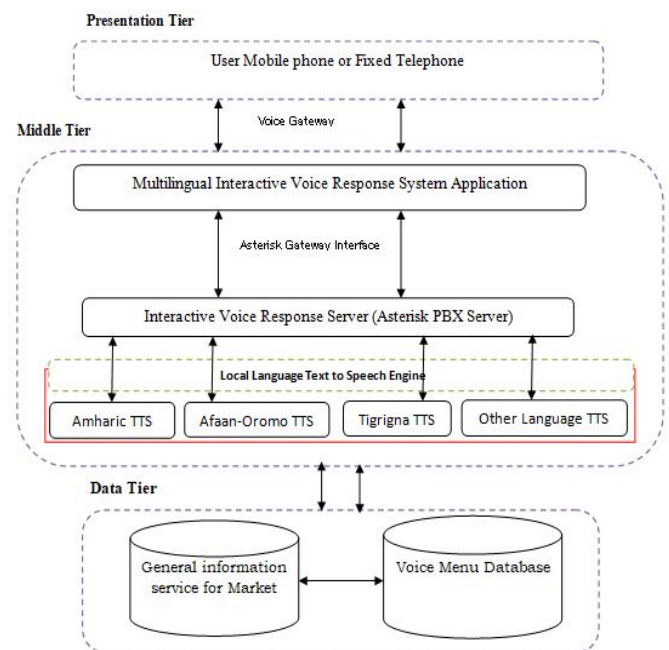 Presentation Tier
User Mobile phone or Fixed Telephone
Voice Gateway
Middle Tier
Multilingual Interactive Voice Response System Application
Asterisk Gateway Interface
Interactive Voice Response Server (Asterisk PBX Server)
Local Language Text to Speech Engine
Amharic TTS
Afaan-Oromo TTS
Tigrigna TTS
Other Language TTS
Data Tier
General information
service for Market
Voice Menu Database